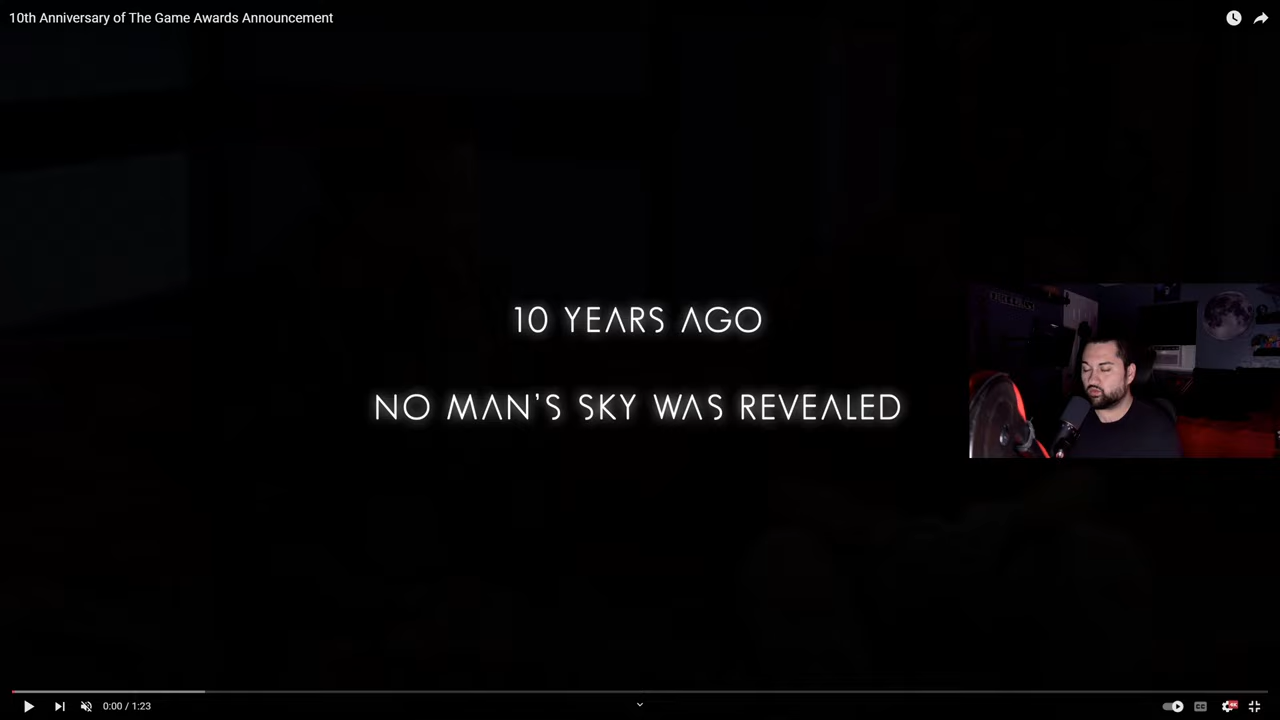 10th Anniversary of The Game Awards Announcement
10 YEARS AGO
NO MAN'S SKY WAS REVEALED
0:00 / 1:23
CC